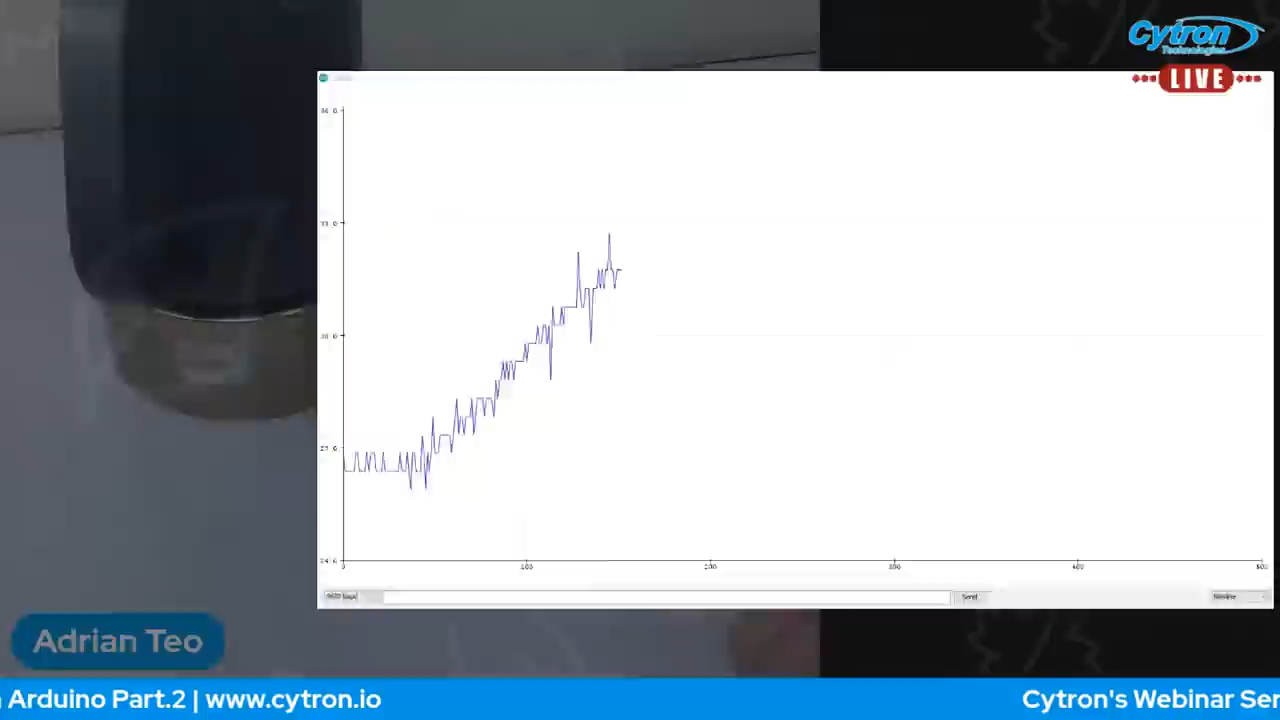 Cytron
Technologies
LIVE
0
100
200
300
400
Send
Newline
Adrian Teo
Arduino Part.2 | www.cytron.io
Cytron's Webinar Ser